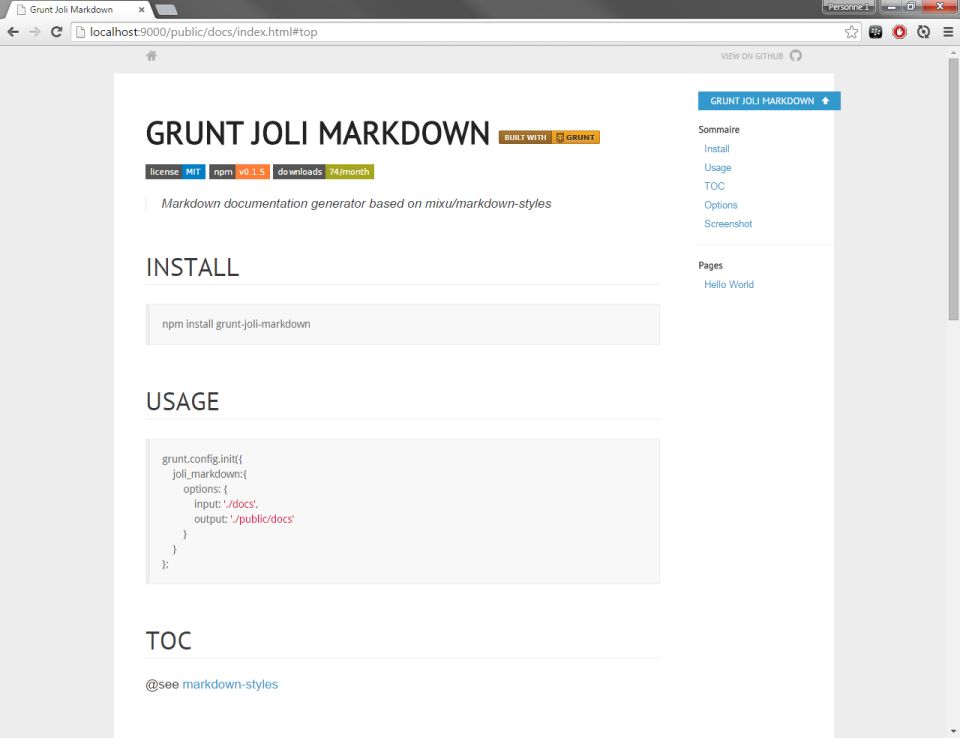 Grunt Joli Markdown
Personne 1
localhost:9000/public/docs/index.html#top
VIEW ON GITHUB
GRUNT JOLI MARKDOWN
BUILT WITH GRUNT
license MIT npm v0.1.5 downloads 74/month
Markdown documentation generator based on mixu/markdown-styles
INSTALL
npm install grunt-joli-markdown
USAGE
grunt.config.init({
joli_markdown:{
options: {
input: './docs',
output: './public/docs'
}
}
};
TOC
@see markdown-styles
GRUNT JOLI MARKDOWN
Sommaire
Install
Usage
TOC
Options
Screenshot
Pages
Hello World